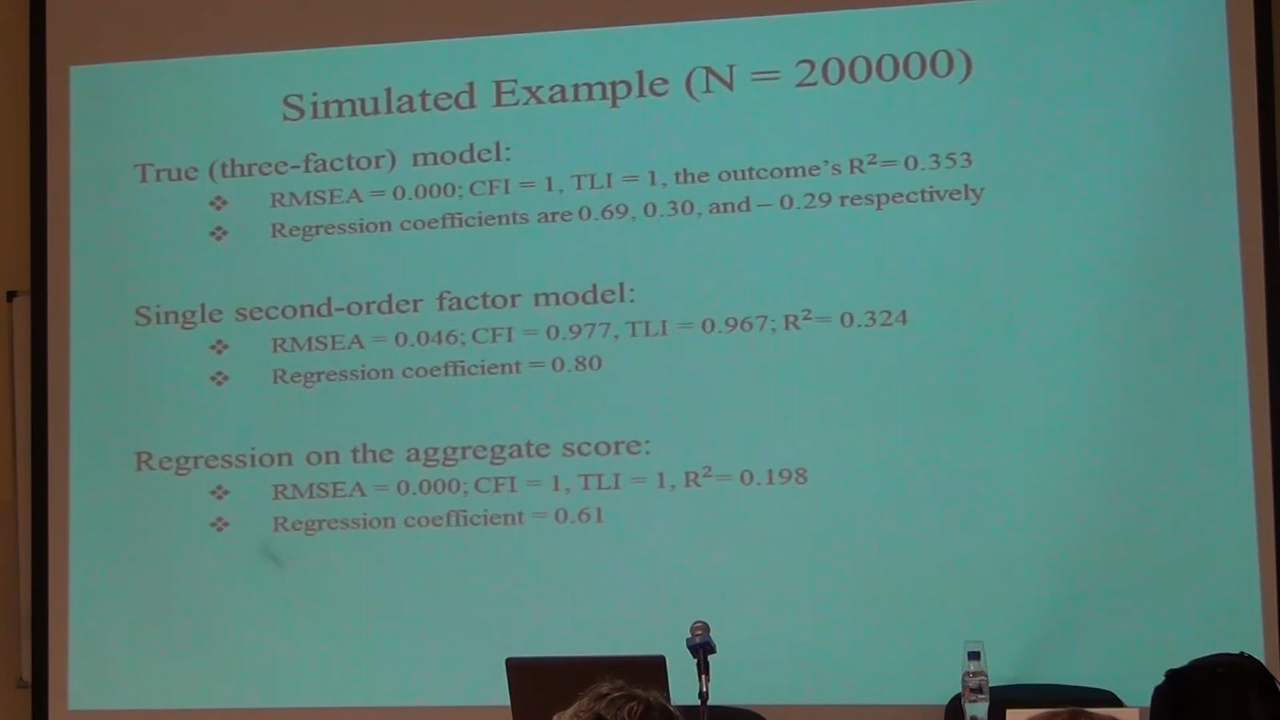 Simulated Example (N = 200000)
True (three-factor) model:
❖ RMSEA = 0.000; CFI = 1, TLI = 1, the outcome's R²= 0.353
❖ Regression coefficients are 0.69, 0.30, and – 0.29 respectively
Single second-order factor model:
❖ RMSEA = 0.046; CFI = 0.977, TLI = 0.967; R²= 0.324
❖ Regression coefficient = 0.80
Regression on the aggregate score:
❖ RMSEA = 0.000; CFI = 1, TLI = 1, R²= 0.198
❖ Regression coefficient = 0.61